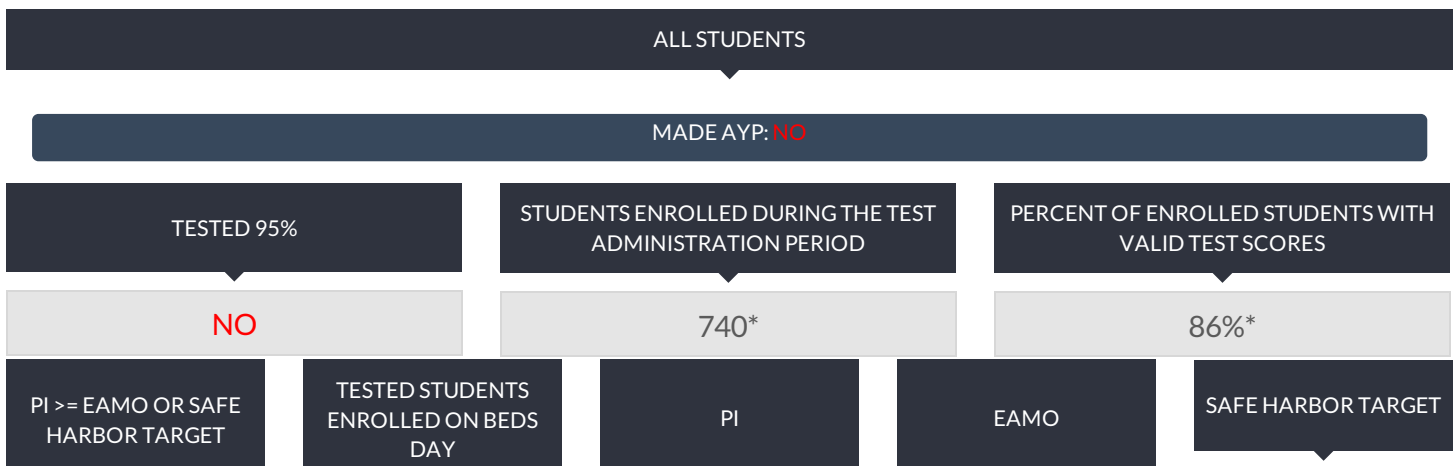 ALL STUDENTS
MADE AYP: NO
TESTED 95%
STUDENTS ENROLLED DURING THE TEST
ADMINISTRATION PERIOD
PERCENT OF ENROLLED STUDENTS WITH
VALID TEST SCORES
NO
740*
86%*
PI >= EAMO OR SAFE
HARBOR TARGET
TESTED STUDENTS
ENROLLED ON BEDS
DAY
PI
EAMO
SAFE HARBOR TARGET